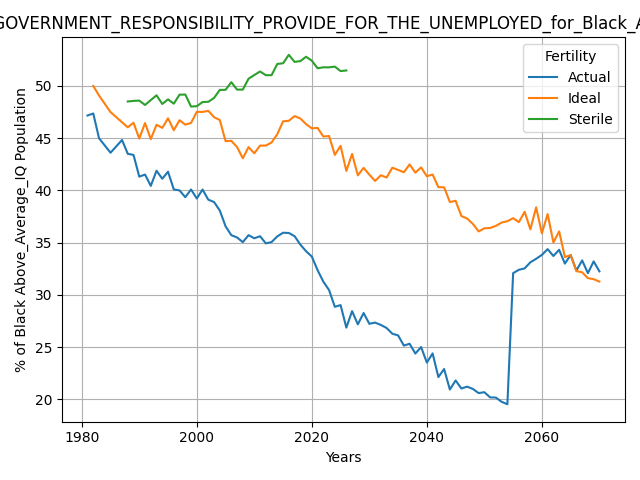 GOVERNMENT_RESPONSIBILITY_PROVIDE_FOR_THE_UNEMPLOYED_for_Black_A
Fertility
Actual
Ideal
Sterile
% of Black Above_Average_IQ Population
50
45
40
35
30
25
20
1980 2000 2020 2040 2060
Years